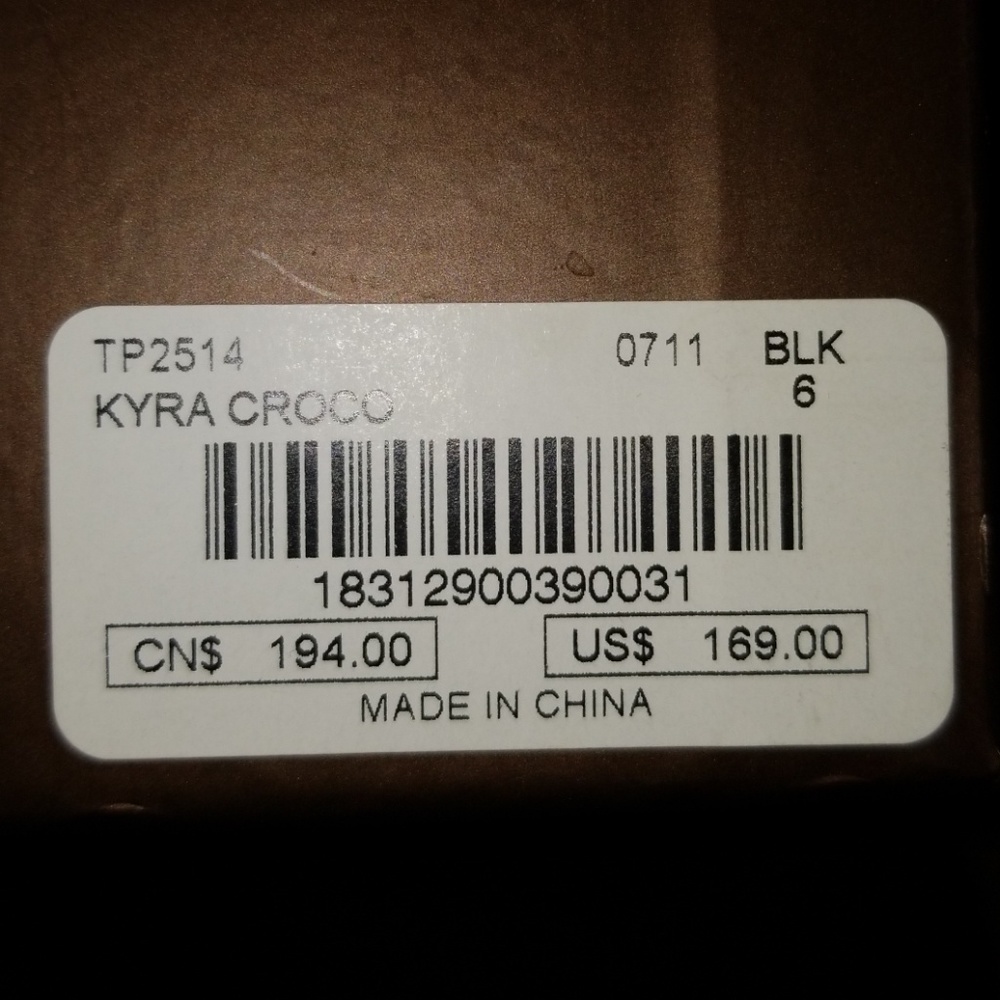 TP2514 0711 BLK
KYRA CROCO 6
18312900390031
CN$ 194.00 US$ 169.00
MADE IN CHINA